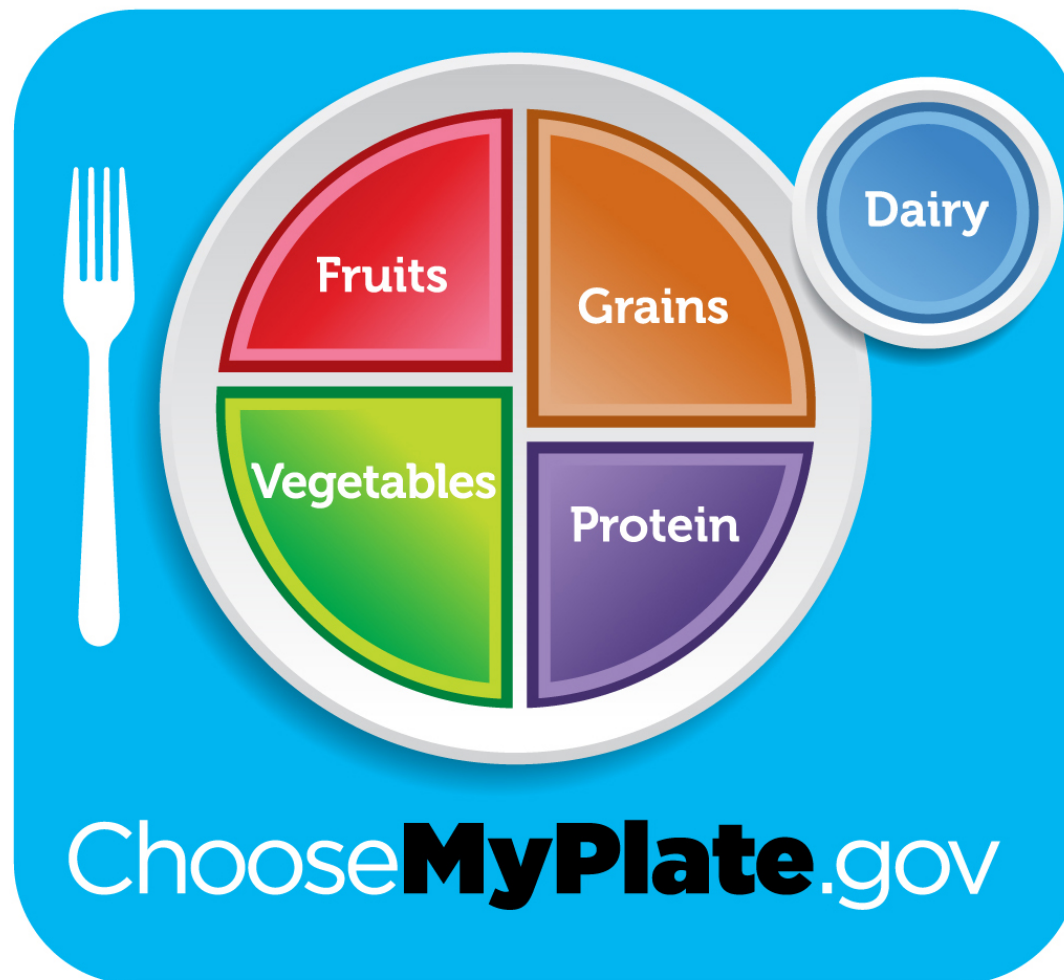 Fruits
Grains
Dairy
Vegetables
Protein
ChooseMyPlate.gov